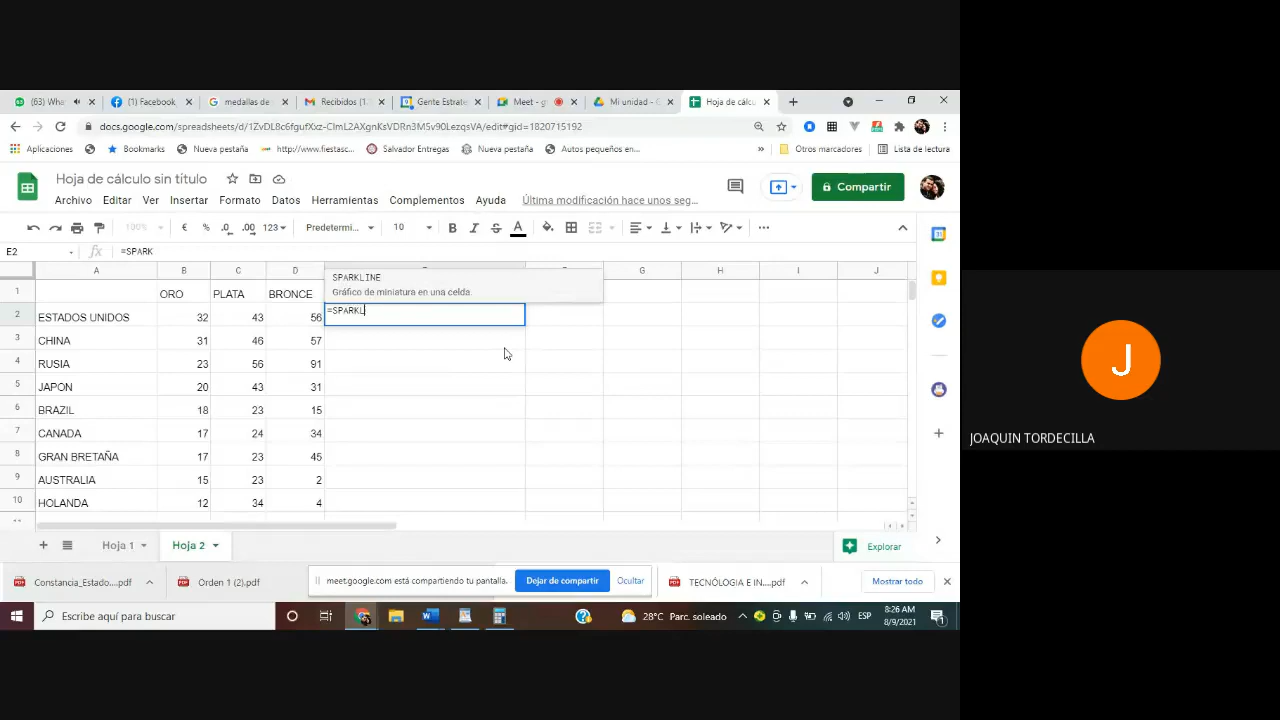 (63) Wha
(1) Facebook
medallas de
Recibidos (1.
Gente Estrate
Meet - g
Mi unidad - G
Hoja de cálcu
docs.google.com/spreadsheets/d/1ZvDL8c6fgufXxz-ClmL2AXgnKsVDRn3M5v90LezqsVA/edit#gid=1820715192
Aplicaciones
Bookmarks
Nueva pestaña
http://www.fiestasc...
Salvador Entregas
Nueva pestaña
Autos pequeños en...
»
Otros marcadores
Lista de lectura
Hoja de cálculo sin título
Archivo Editar Ver Insertar Formato Datos Herramientas Complementos Ayuda Última modificación hace unos seg...
Compartir
100% € % .0 .00 123 Predetermi... 10 B I S A
E2 fx =SPARK
A B C D G H I J
SPARKLINE
Gráfico de miniatura en una celda.
1 ORO PLATA BRONCE
2 ESTADOS UNIDOS 32 43 56 =SPARKL
3 CHINA 31 46 57
4 RUSIA 23 56 91
5 JAPON 20 43 31
6 BRAZIL 18 23 15
7 CANADA 17 24 34
8 GRAN BRETAÑA 17 23 45
9 AUSTRALIA 15 23 2
10 HOLANDA 12 34 4
Hoja 1 Hoja 2
Explorar
Constancia_Estado....pdf
Orden 1 (2).pdf
meet.google.com está compartiendo tu pantalla.
Dejar de compartir
Ocultar
TECNÓLOGIA E IN....pdf
Mostrar todo
Escribe aquí para buscar
28°C Parc. soleado
ESP
8:26 AM
8/9/2021
J
JOAQUIN TORDECILLA